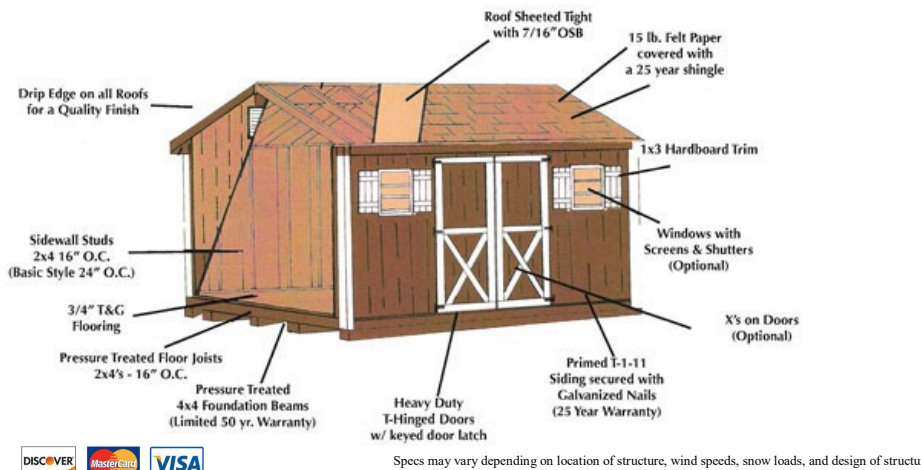 Roof Sheeted Tight
with 7/16"OSB
15 lb. Felt Paper
covered with
a 25 year shingle
Drip Edge on all Roofs
for a Quality Finish
1x3 Hardboard Trim
Sidewall Studs
2x4 16" O.C.
(Basic Style 24" O.C.)
Windows with
Screens & Shutters
(Optional)
3/4" T&G
Flooring
X's on Doors
(Optional)
Pressure Treated Floor Joists
2x4's - 16" O.C.
Primed T-1-11
Siding secured with
Galvanized Nails
(25 Year Warranty)
Pressure Treated
4x4 Foundation Beams
(Limited 50 yr. Warranty)
Heavy Duty
T-Hinged Doors
w/ keyed door latch
DISCOVER
MasterCard
VISA
Specs may vary depending on location of structure, wind speeds, snow loads, and design of structu